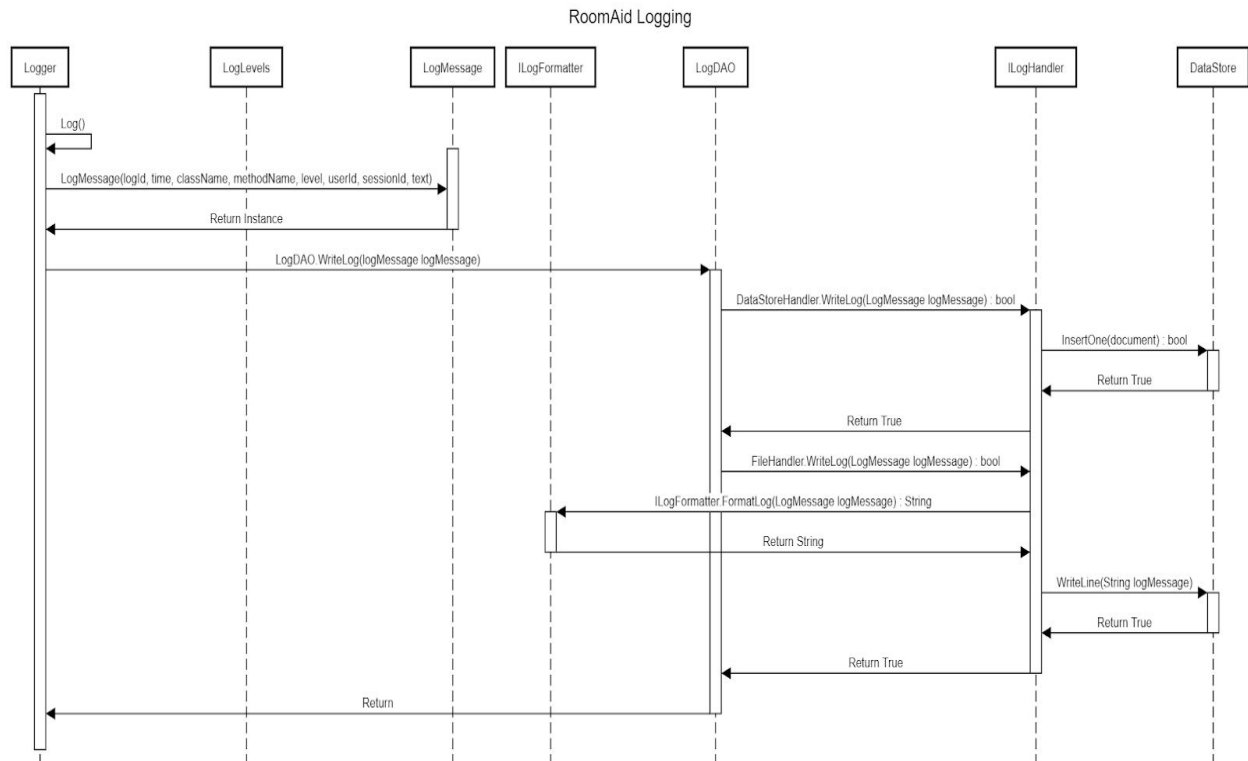 RoomAid Logging
Logger
LogLevels
LogMessage
ILogFormatter
LogDAO
ILogHandler
DataStore
Log()
LogMessage(logId, time, className, methodName, level, userId, sessionId, text)
Return Instance
LogDAO.WriteLog(logMessage logMessage)
DataStoreHandler.WriteLog(LogMessage logMessage) : bool
InsertOne(document) : bool
Return True
Return True
FileHandler.WriteLog(LogMessage logMessage) : bool
ILogFormatter.FormatLog(LogMessage logMessage) : String
Return String
WriteLine(String logMessage)
Return True
Return True
Return